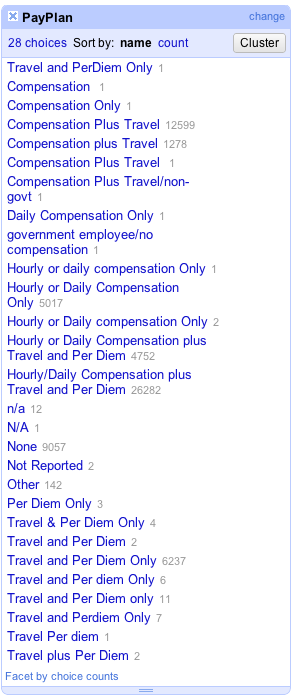 PayPlan change
28 choices Sort by: name count Cluster
Travel and PerDiem Only 1
Compensation 1
Compensation Only 1
Compensation Plus Travel 12599
Compensation plus Travel 1278
Compensation Plus Travel 1
Compensation Plus Travel/non-
govt 1
Daily Compensation Only 1
government employee/no
compensation 1
Hourly or daily compensation Only 1
Hourly or Daily Compensation
Only 5017
Hourly or Daily compensation Only 2
Hourly or Daily Compensation plus
Travel and Per Diem 4752
Hourly/Daily Compensation plus
Travel and Per Diem 26282
n/a 12
N/A 1
None 9057
Not Reported 2
Other 142
Per Diem Only 3
Travel & Per Diem Only 4
Travel and Per Diem 2
Travel and Per Diem Only 6237
Travel and Per diem Only 6
Travel and Per Diem only 11
Travel and Perdiem Only 7
Travel Per diem 1
Travel plus Per Diem 2
Facet by choice counts